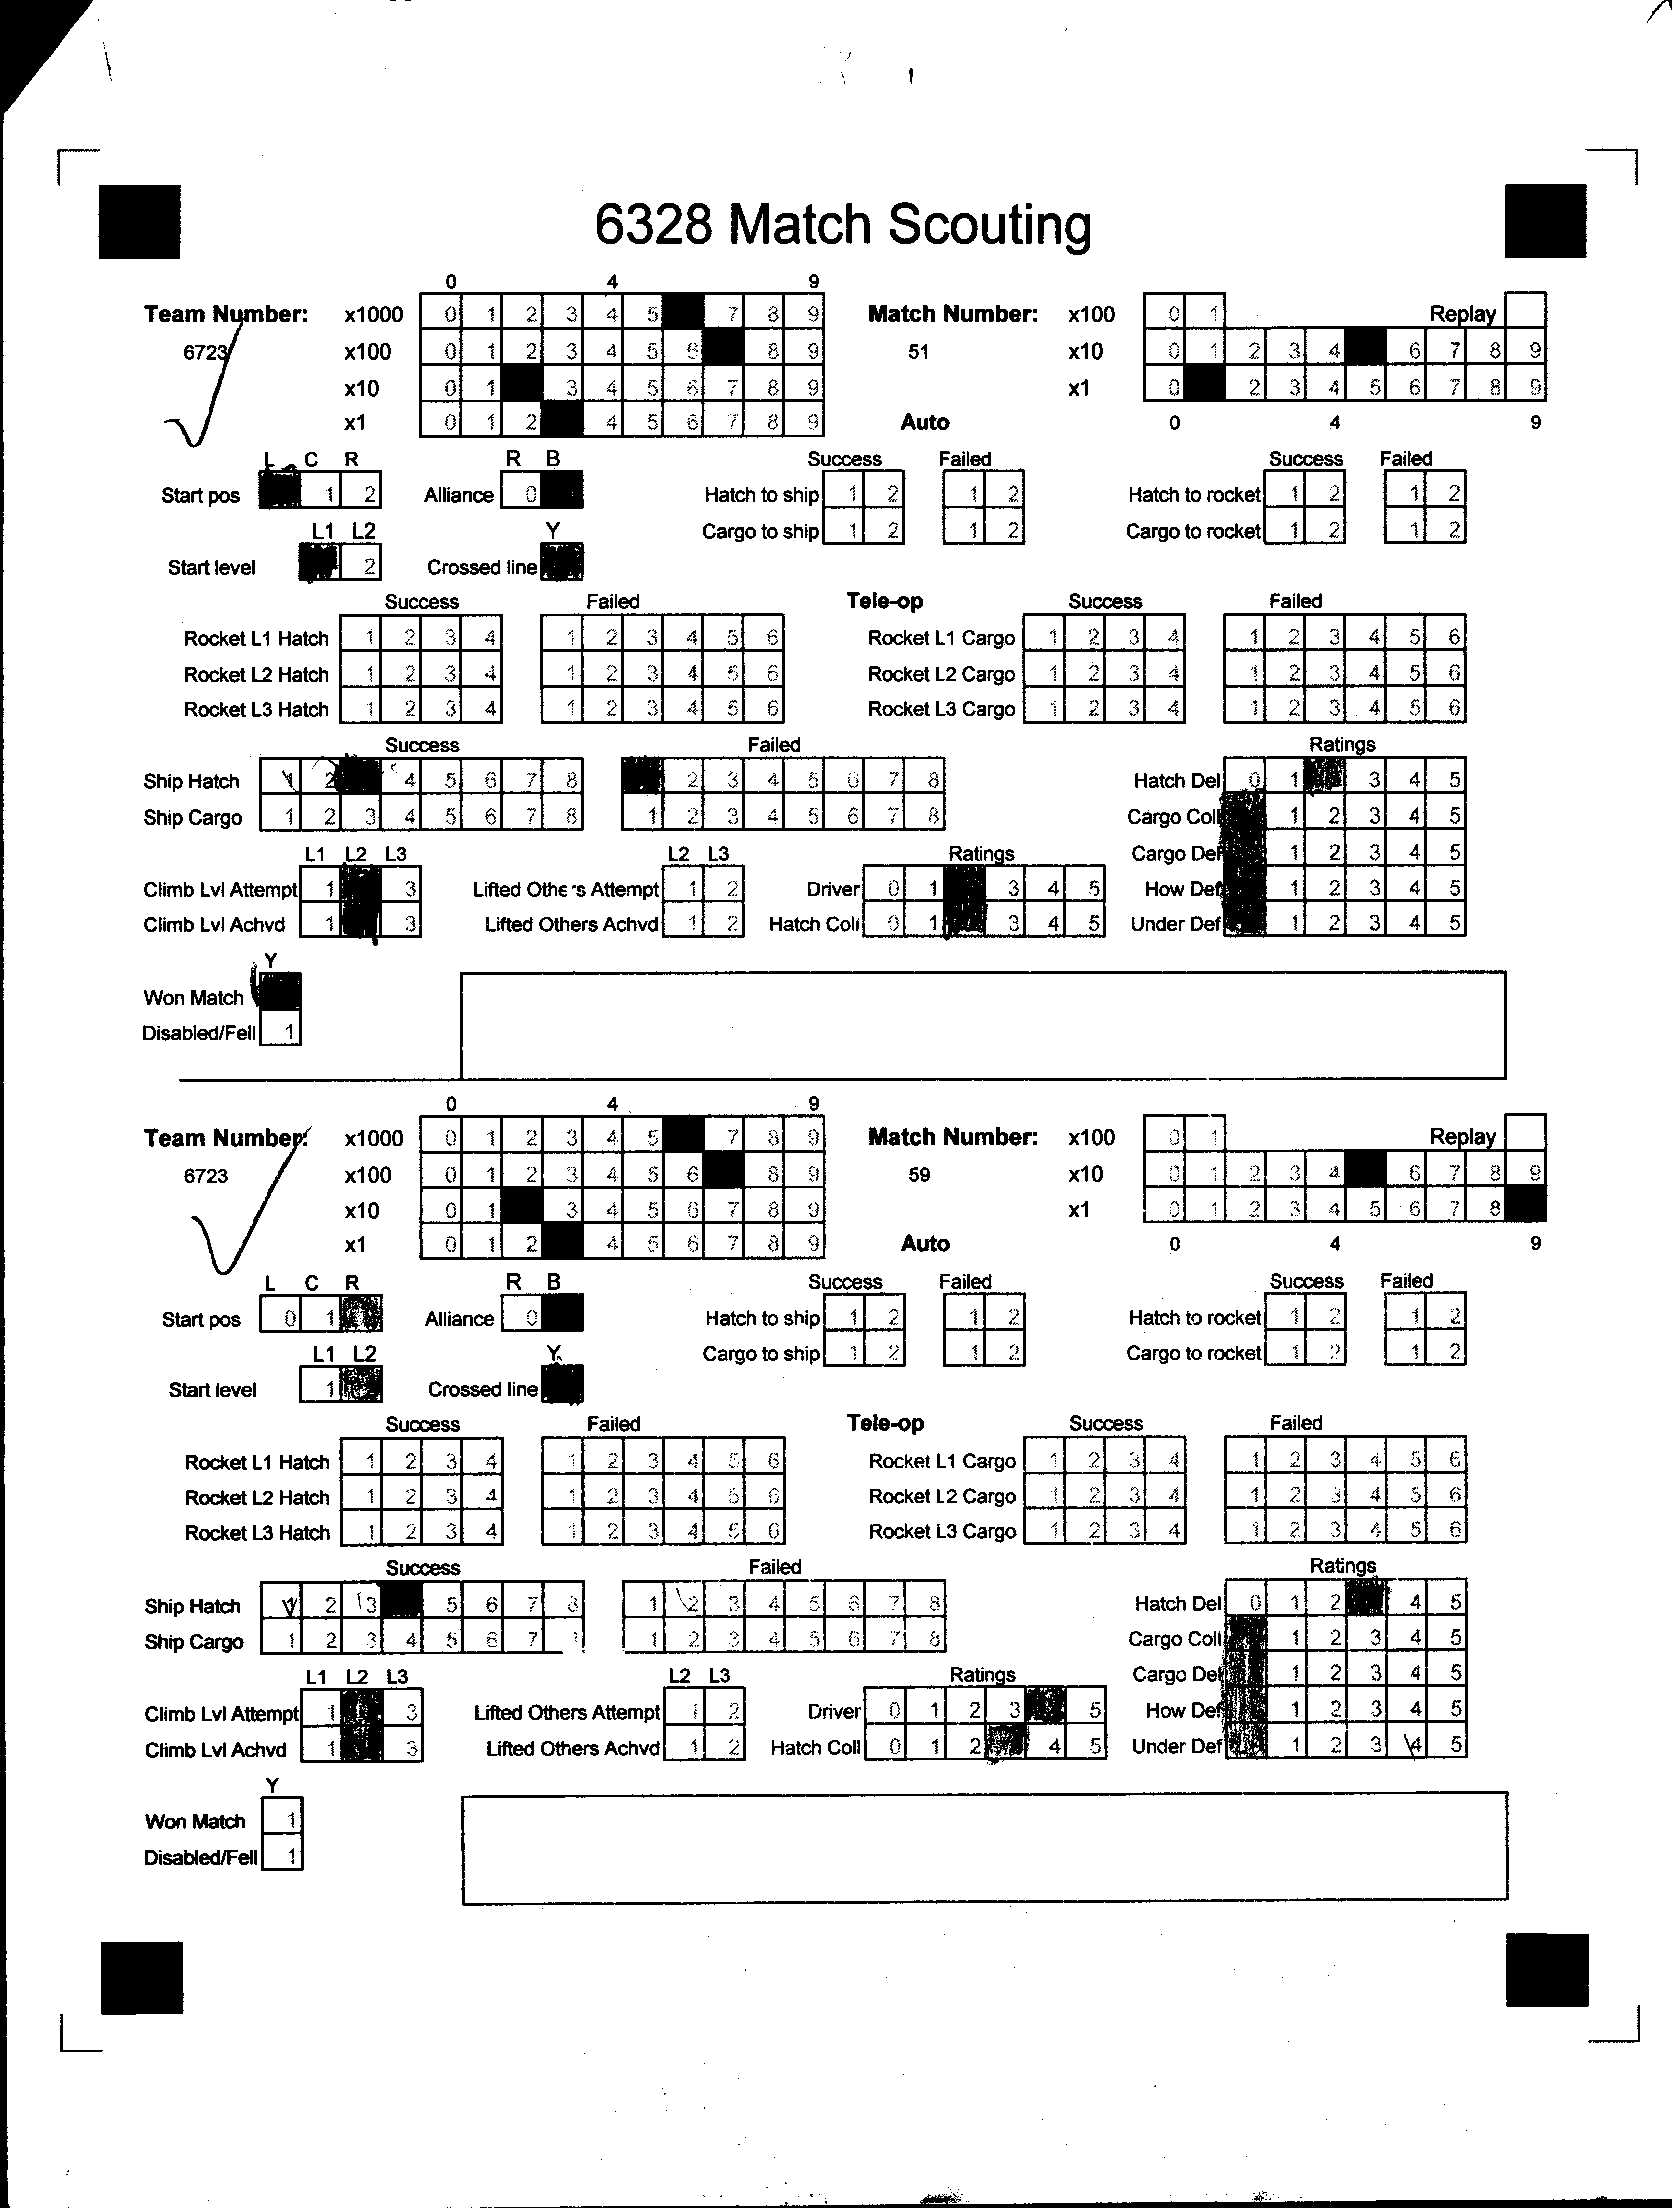 6328 Match Scouting
0 4 9
Team Number: x1000 0 1 2 3 4 5 7 8 9 Match Number: x100 0 1 Replay
6723 x100 0 1 2 3 4 5 6 8 9 51 x10 0 1 2 3 4 6 7 8 9
x10 0 1 3 4 5 6 7 8 9 x1 0 2 3 4 5 6 7 8 9
x1 0 1 2 4 5 6 7 8 9 Auto 0 4 9
L C R R B Success Failed Success Failed
Start pos 1 2 Alliance 0 Hatch to ship 1 2 1 2 Hatch to rocket 1 2 1 2
L1 L2 Y Cargo to ship 1 2 1 2 Cargo to rocket 1 2 1 2
Start level 2 Crossed line
Success Failed Tele-op Success Failed
Rocket L1 Hatch 1 2 3 4 1 2 3 4 5 6 Rocket L1 Cargo 1 2 3 4 1 2 3 4 5 6
Rocket L2 Hatch 1 2 3 4 1 2 3 4 5 6 Rocket L2 Cargo 1 2 3 4 1 2 3 4 5 6
Rocket L3 Hatch 1 2 3 4 1 2 3 4 5 6 Rocket L3 Cargo 1 2 3 4 1 2 3 4 5 6
Success Failed Ratings
Ship Hatch 1 2 4 5 6 7 8 2 3 4 5 6 7 8 Hatch Del 0 1 3 4 5
Ship Cargo 1 2 3 4 5 6 7 8 1 2 3 4 5 6 7 8 Cargo Coll 1 2 3 4 5
L1 L2 L3 L2 L3 Ratings Cargo Del 1 2 3 4 5
Climb Lvl Attempt 1 3 Lifted Others Attempt 1 2 Driver 0 1 3 4 5 How Def 1 2 3 4 5
Climb Lvl Achvd 1 3 Lifted Others Achvd 1 2 Hatch Coll 0 1 3 4 5 Under Def 1 2 3 4 5
Y
Won Match
Disabled/Fell 1
0 4 9
Team Number: x1000 0 1 2 3 4 5 7 8 9 Match Number: x100 0 1 Replay
6723 x100 0 1 2 3 4 5 6 8 9 59 x10 0 1 2 3 4 6 7 8 9
x10 0 1 3 4 5 6 7 8 9 x1 0 1 2 3 4 5 6 7 8
x1 0 1 2 4 5 6 7 8 9 Auto 0 4 9
L C R R B Success Failed Success Failed
Start pos 0 1 Alliance 0 Hatch to ship 1 2 1 2 Hatch to rocket 1 2 1 2
L1 L2 Y Cargo to ship 1 2 1 2 Cargo to rocket 1 2 1 2
Start level 1 Crossed line
Success Failed Tele-op Success Failed
Rocket L1 Hatch 1 2 3 4 1 2 3 4 5 6 Rocket L1 Cargo 1 2 3 4 1 2 3 4 5 6
Rocket L2 Hatch 1 2 3 4 1 2 3 4 5 6 Rocket L2 Cargo 1 2 3 4 1 2 3 4 5 6
Rocket L3 Hatch 1 2 3 4 1 2 3 4 5 6 Rocket L3 Cargo 1 2 3 4 1 2 3 4 5 6
Success Failed Ratings
Ship Hatch 1 2 3 5 6 7 8 1 2 3 4 5 6 7 8 Hatch Del 0 1 2 4 5
Ship Cargo 1 2 3 4 5 6 7 1 2 3 4 5 6 7 8 Cargo Coll 1 2 3 4 5
L1 L2 L3 L2 L3 Ratings Cargo Del 1 2 3 4 5
Climb Lvl Attempt 1 3 Lifted Others Attempt 1 2 Driver 0 1 2 3 5 How Def 1 2 3 4 5
Climb Lvl Achvd 1 3 Lifted Others Achvd 1 2 Hatch Coll 0 1 2 4 5 Under Def 1 2 3 4 5
Y
Won Match 1
Disabled/Fell 1